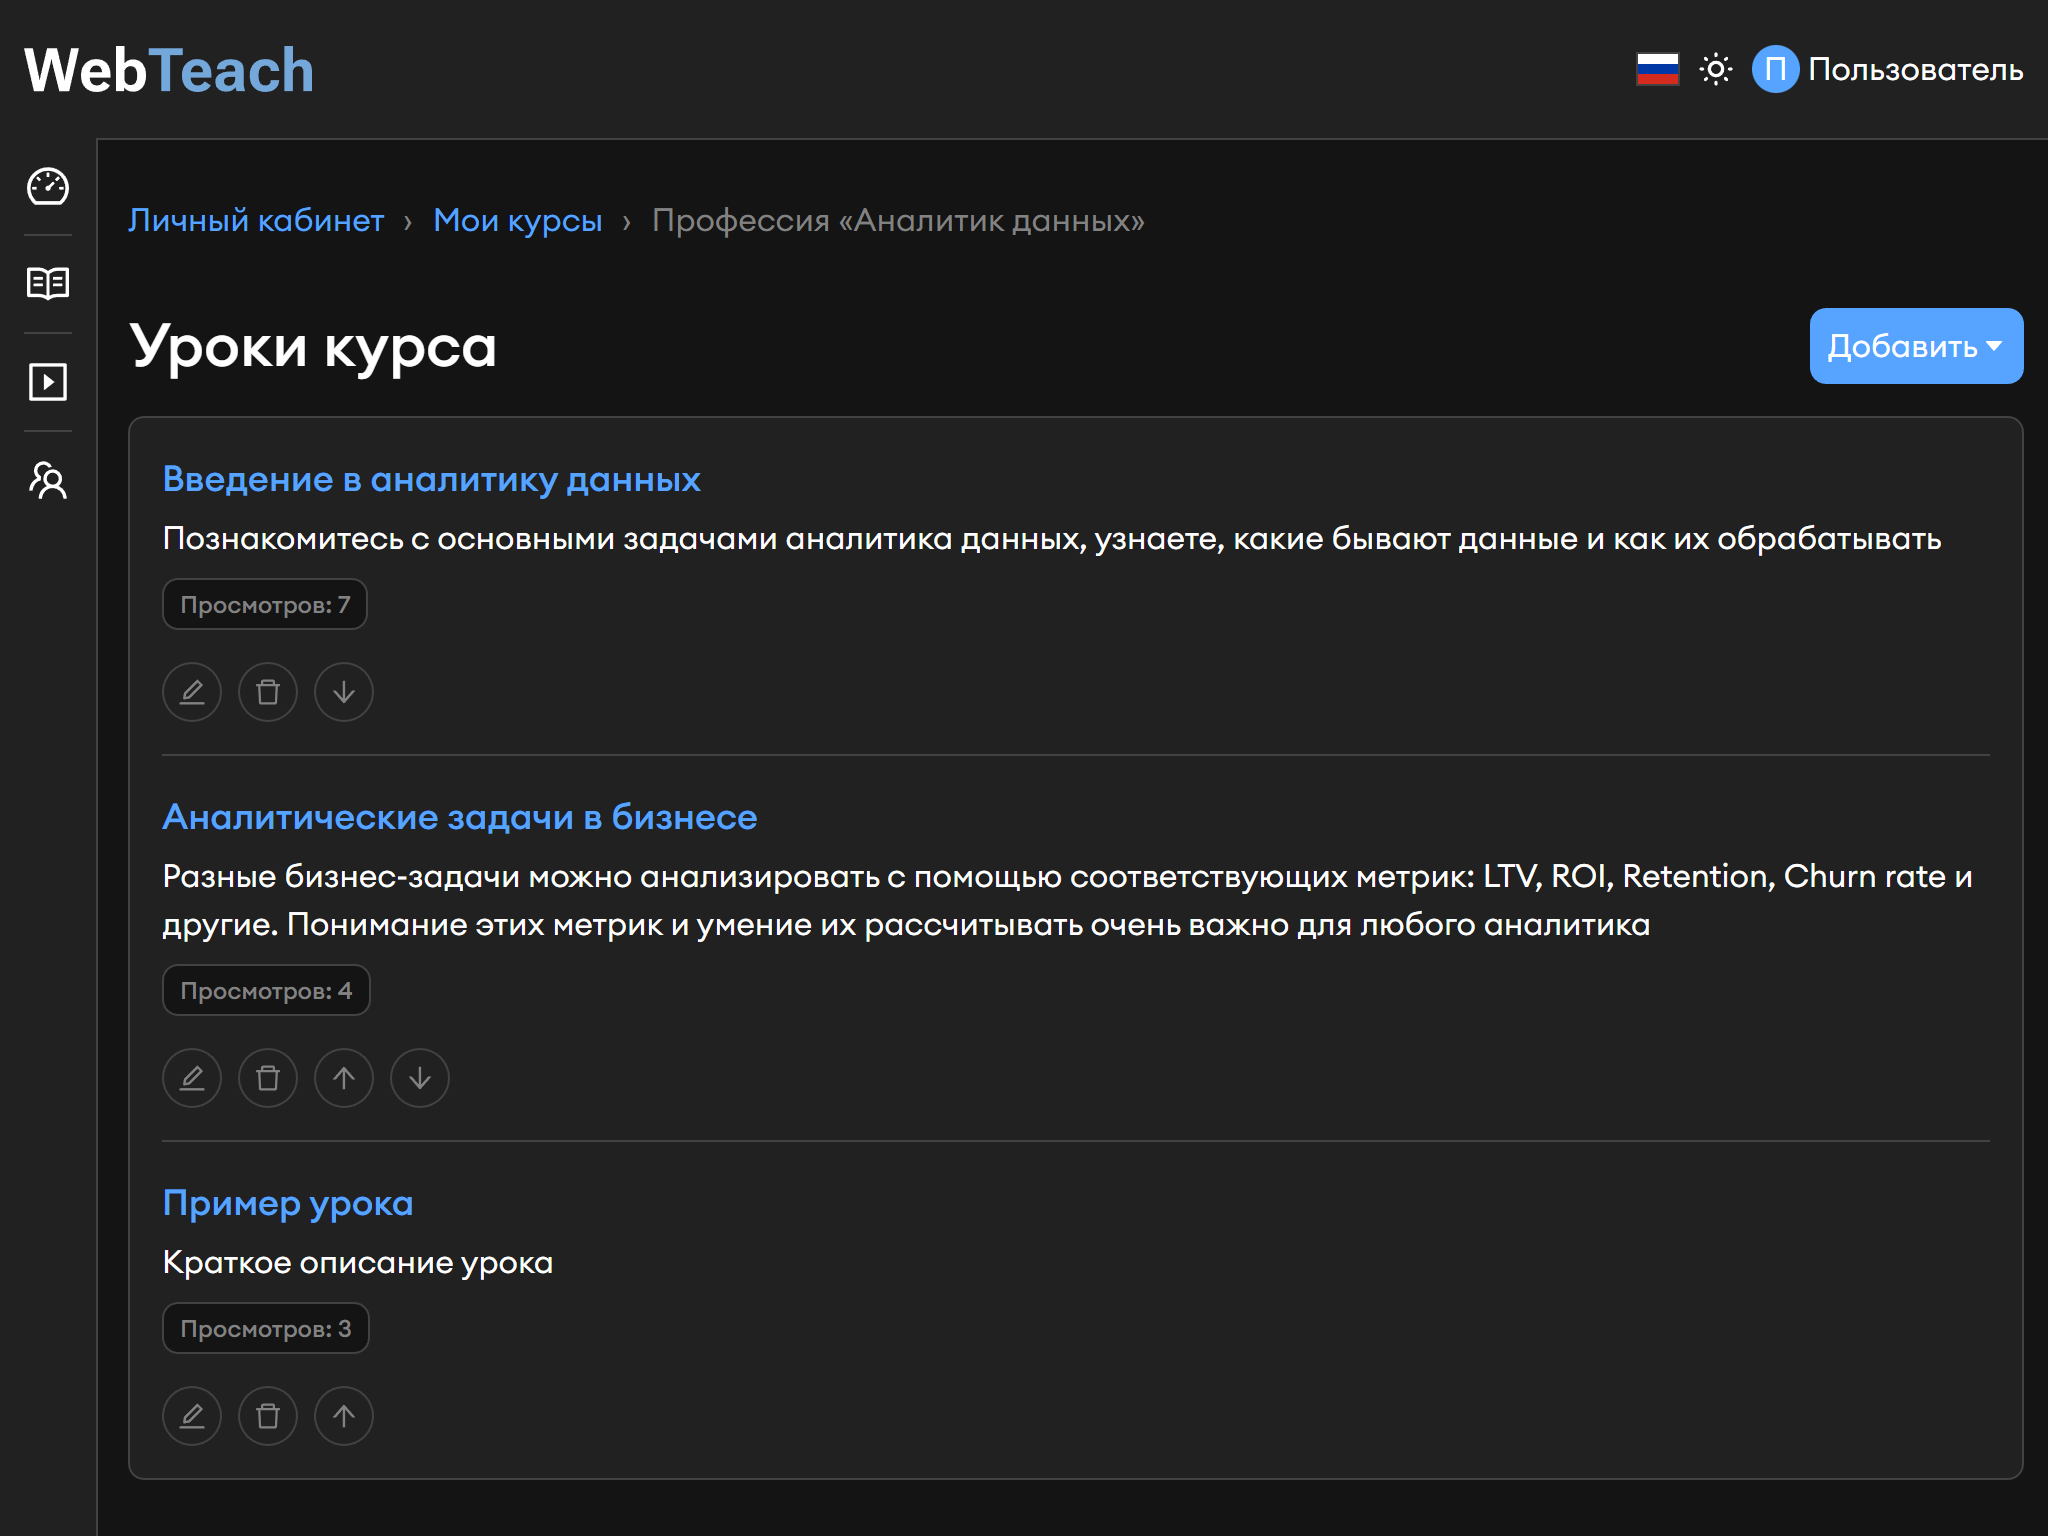 WebTeach
П Пользователь
Личный кабинет › Мои курсы › Профессия «Аналитик данных»
Уроки курса
Добавить
Введение в аналитику данных
Познакомитесь с основными задачами аналитика данных, узнаете, какие бывают данные и как их обрабатывать
Просмотров: 7
Аналитические задачи в бизнесе
Разные бизнес-задачи можно анализировать с помощью соответствующих метрик: LTV, ROI, Retention, Churn rate и
другие. Понимание этих метрик и умение их рассчитывать очень важно для любого аналитика
Просмотров: 4
Пример урока
Краткое описание урока
Просмотров: 3